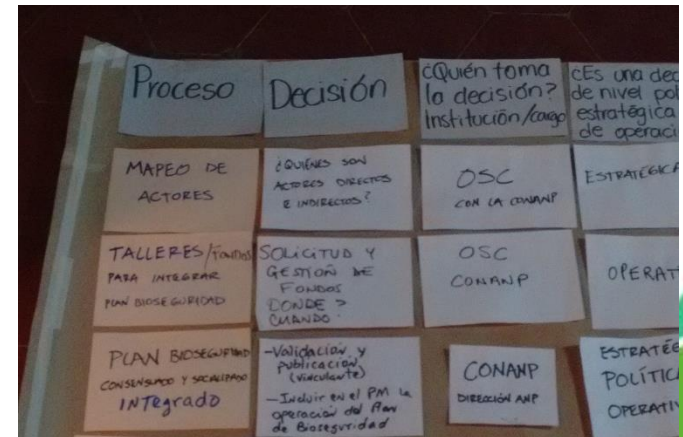 Proceso
Decisión
¿Quién toma
la decisión?
Institución/cargo
¿Es una dec
de nivel pol
estratégica
de operaci
MAPEO DE
ACTORES
¿QUIÉNES SON
ACTORES DIRECTOS
E INDIRECTOS?
OSC
CON LA CONANP
ESTRATEGICA
TALLERES/
PARA INTEGRAR
PLAN BIOSEGURIDAD
SOLICITUD Y
GESTIÓN DE
FONDOS
DONDE?
CUANDO.
OSC
CONANP
OPERAT
PLAN BIOSEGURIDAD
CONSENSUADO Y SOCIALIZADO
INTEgrado
-Validación y
publicación
(vinculante)
-Incluir en el PM la
operación del Plan
de Bioseguridad
CONANP
DIRECCIÓN ANP
ESTRATÉG
POLÍTIC
OPERATIV